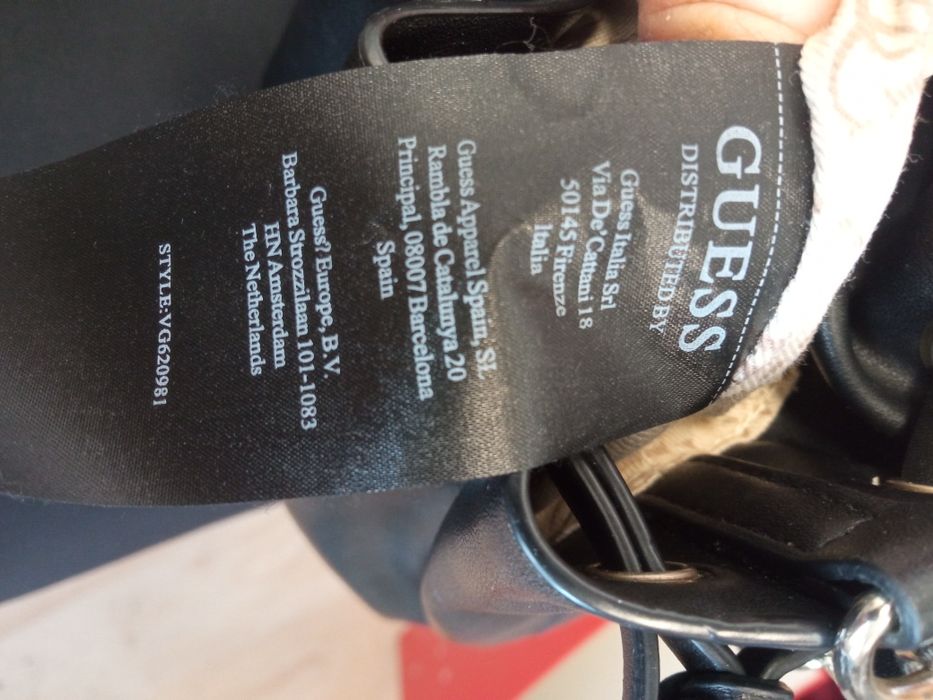 GUESS
DISTRIBUTED BY
Guess Italia Srl
Via De'Cattani 18
50145 Firenze
Italia
Guess Apparel Spain, SL
Rambla de Catalunya 20
Principal, 08007 Barcelona
Spain
Guess? Europe, B.V.
Barbara Strozzilaan 101-1083
HN Amsterdam
The Netherlands
STYLE:VG620981